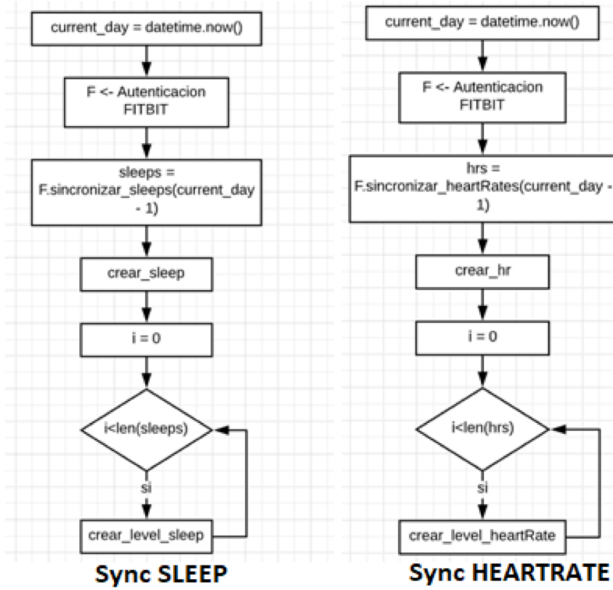 current_day = datetime.now()
F <- Autenticacion
FITBIT
sleeps =
F.sincronizar_sleeps(current_day
- 1)
crear_sleep
i = 0
i<len(sleeps)
si
crear_level_sleep
Sync SLEEP
current_day = datetime.now()
F <- Autenticacion
FITBIT
hrs =
F.sincronizar_heartRates(current_day -
1)
crear_hr
i = 0
i<len(hrs)
si
crear_level_heartRate
Sync HEARTRATE